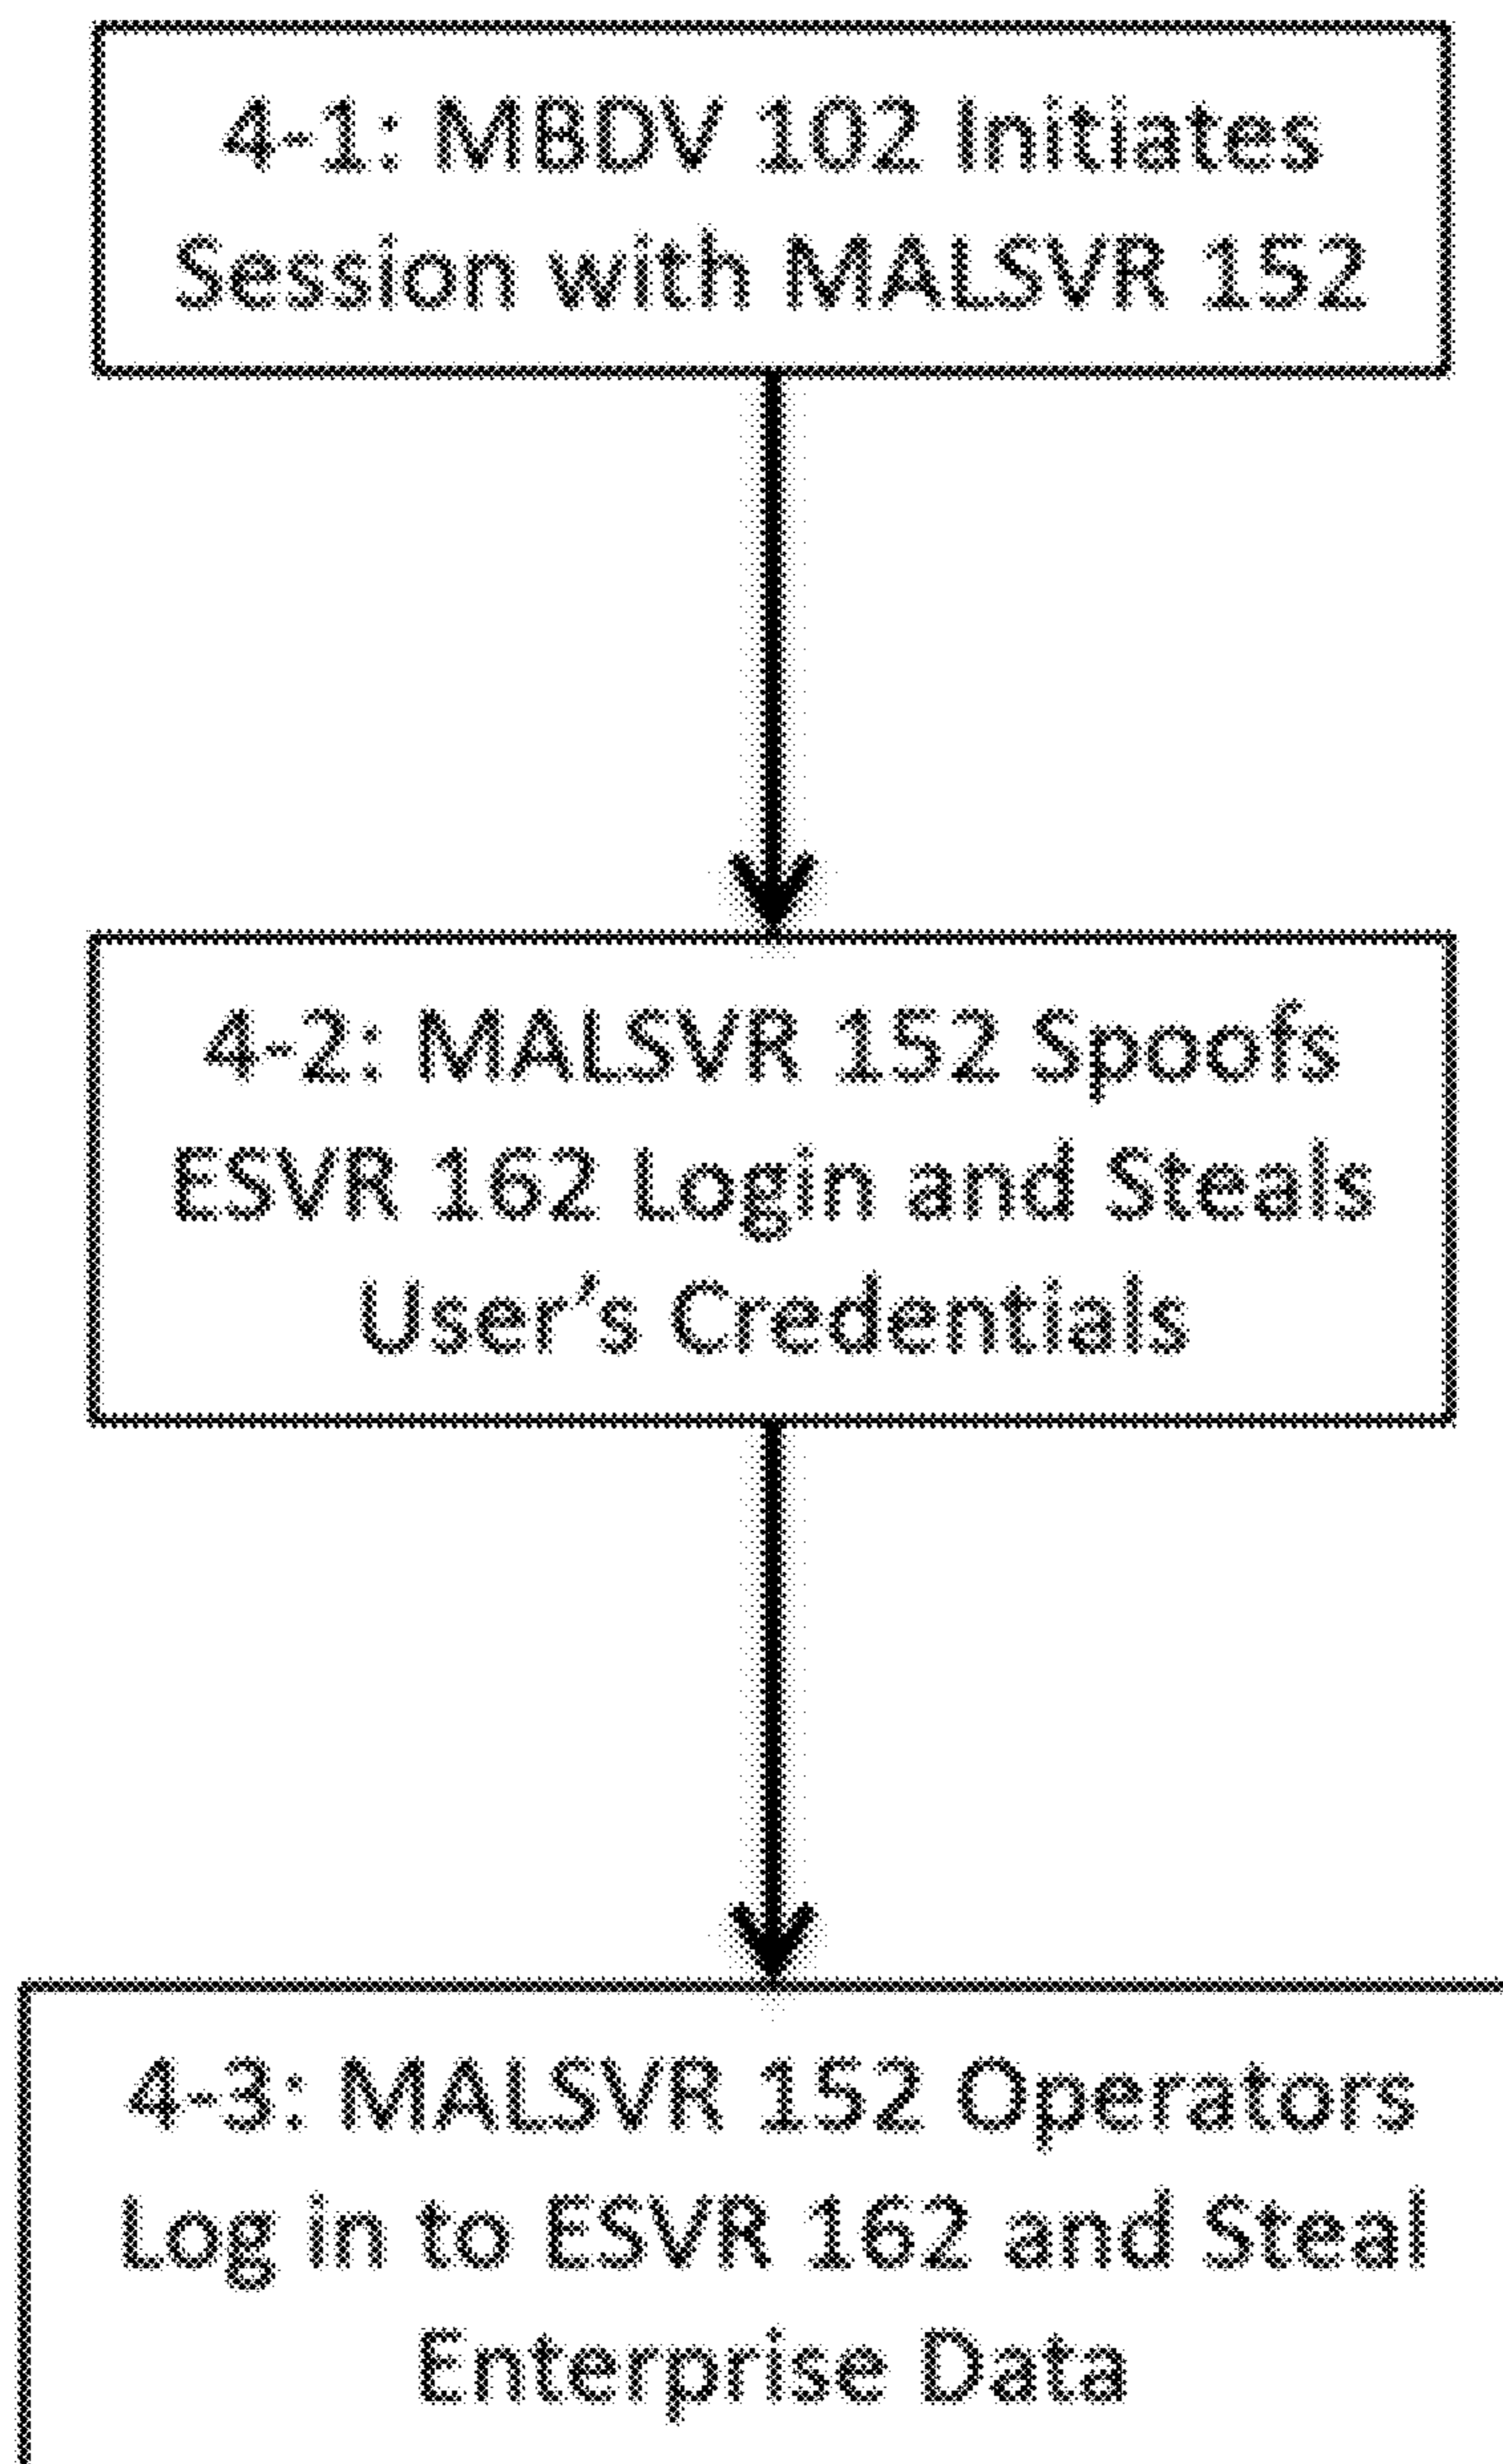 4-1: MBDV 102 Initiates
Session with MALSVR 152
4-2: MALSVR 152 Spoofs
ESVR 162 Login and Steals
User’s Credentials
4-3: MALSVR 152 Operators
Log in to ESVR 162 and Steal
Enterprise Data